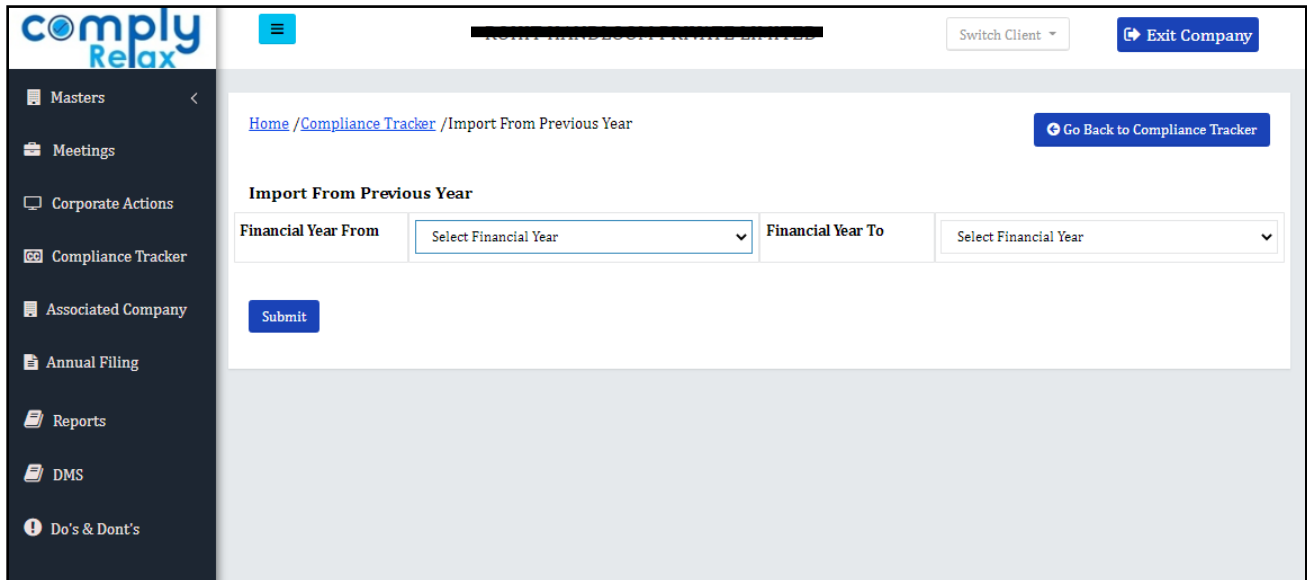 comply
Relax
Switch Client
Exit Company
Masters
Meetings
Corporate Actions
Compliance Tracker
Associated Company
Annual Filing
Reports
DMS
Do's & Dont's
Home /Compliance Tracker /Import From Previous Year
Go Back to Compliance Tracker
Import From Previous Year
Financial Year From
Select Financial Year
Financial Year To
Select Financial Year
Submit